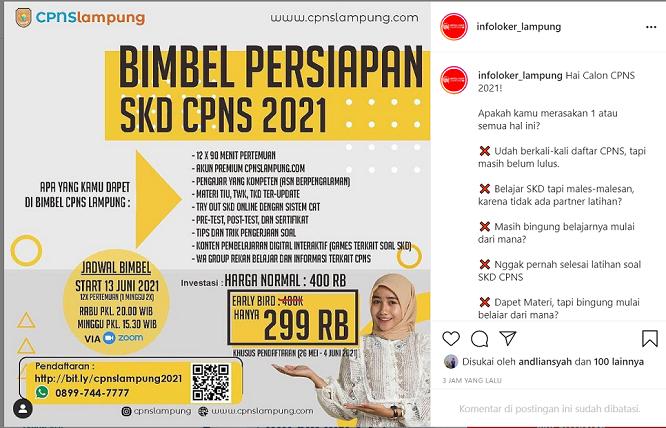 CPNSlampung
www.cpnslampung.com
BIMBEL PERSIAPAN
SKD CPNS 2021
APA YANG KAMU DAPET
DI BIMBEL CPNS LAMPUNG :
- 12 X 90 MENIT PERTEMUAN
- AKUN PREMIUM CPNSLAMPUNG.COM
- PENGAJAR YANG KOMPETEN (ASN BERPENGALAMAN)
- MATERI TIU, TWK, TKD TER-UPDATE
- TRY OUT SKD ONLINE DENGAN SISTEM CAT
- PRE-TEST, POST-TEST, DAN SERTIFIKAT
- TIPS DAN TRIK PENGERJAAN SOAL
- KONTEN PEMBELAJARAN DIGITAL INTERAKTIF (GAMES TERKAIT SOAL SKD)
- WA GROUP REKAN BELAJAR DAN INFORMASI TERKAIT CPNS
JADWAL BIMBEL
START 13 JUNI 2021
12X PERTEMUAN (1 MINGGU 2X)
RABU PKL. 20.00 WIB
MINGGU PKL. 15.30 WIB
VIA zoom
Investasi : HARGA NORMAL : 400 RB
EARLY BIRD : 400K
HANYA 299 RB
KHUSUS PENDAFTARAN (26 MEI - 4 JUNI 2021)
Pendaftaran :
http://bit.ly/cpnslampung2021
0899-744-7777
cpnslampung
www.cpnslampung.com
infoloker_lampung
infoloker_lampung Hai Calon CPNS
2021!
Apakah kamu merasakan 1 atau
semua hal ini?
❌ Udah berkali-kali daftar CPNS, tapi
masih belum lulus.
❌ Belajar SKD tapi males-malesan,
karena tidak ada partner latihan?
❌ Masih bingung belajarnya mulai
dari mana?
❌ Nggak pernah selesai latihan soal
SKD CPNS
❌ Dapet Materi, tapi bingung mulai
belajar dari mana?
Disukai oleh andliansyah dan 100 lainnya
3 JAM YANG LALU
Komentar di postingan ini sudah dibatasi.